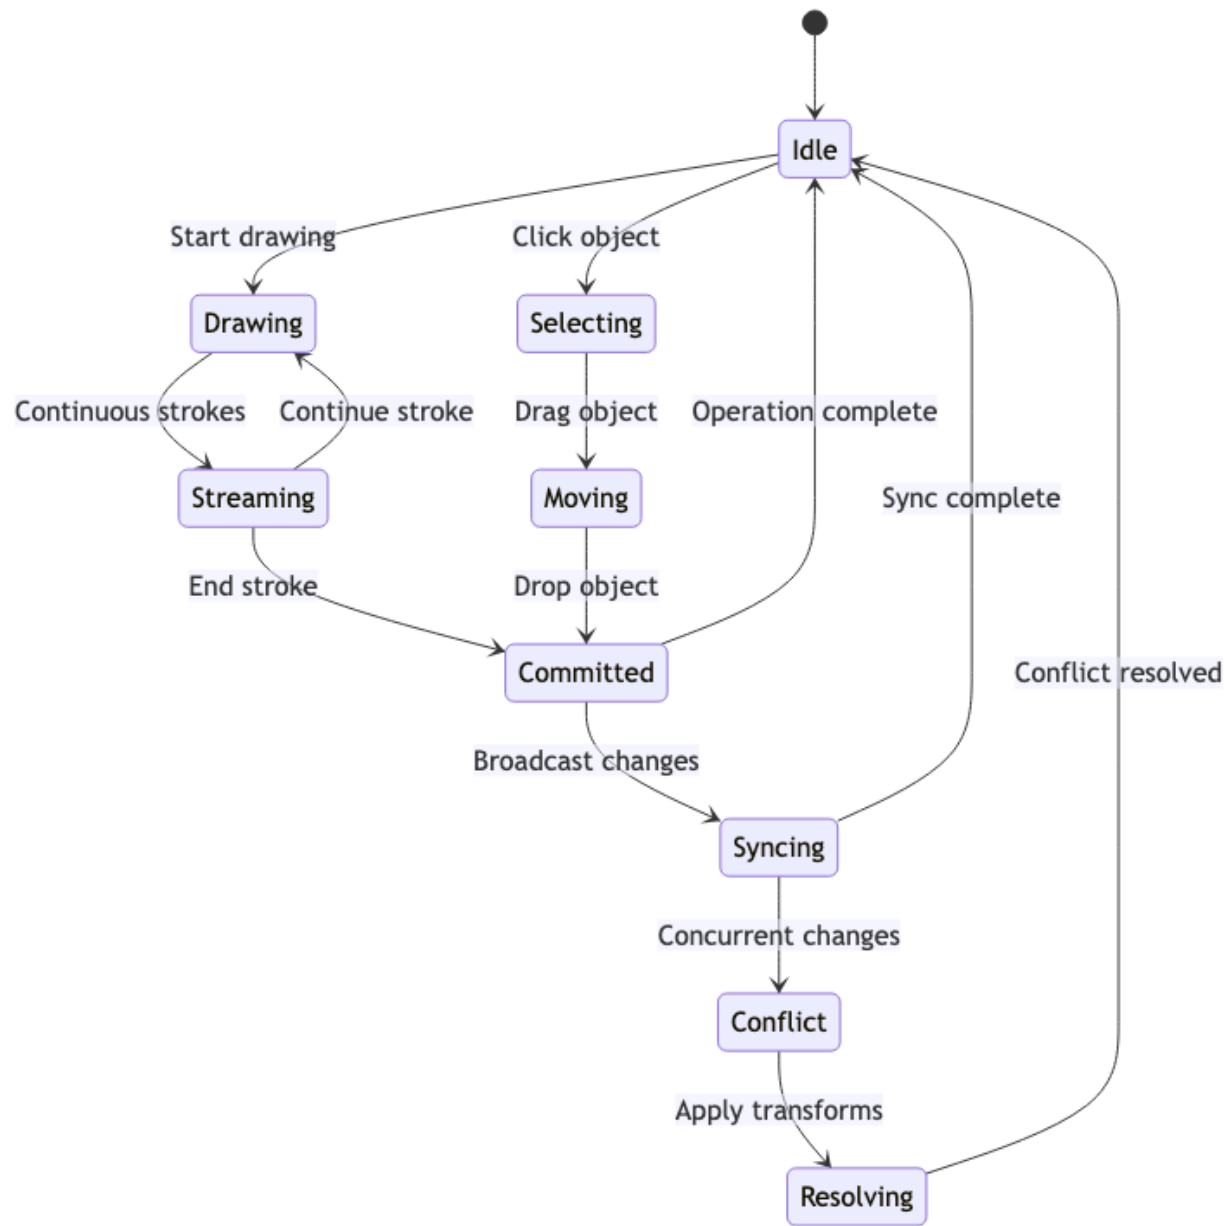 Idle
Start drawing
Click object
Drawing
Selecting
Continuous strokes
Continue stroke
Drag object
Operation complete
Streaming
Moving
Sync complete
End stroke
Drop object
Committed
Conflict resolved
Broadcast changes
Syncing
Concurrent changes
Conflict
Apply transforms
Resolving